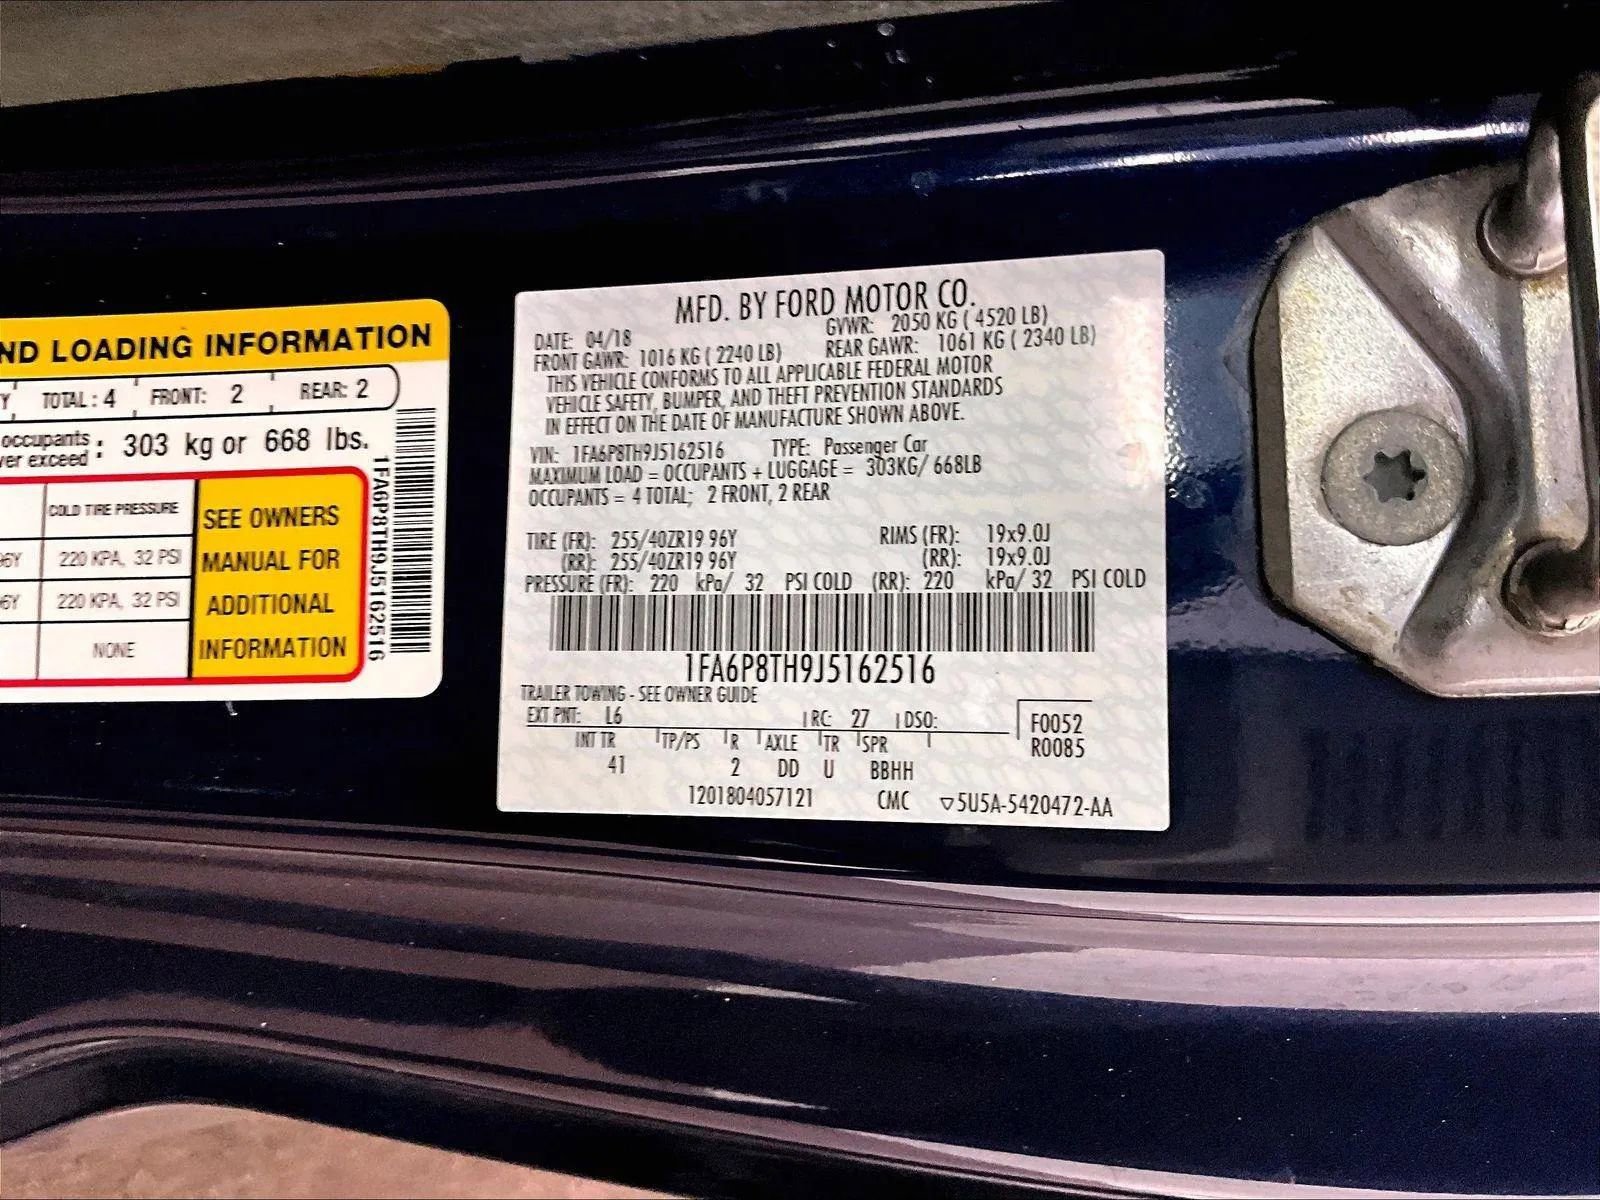 ND LOADING INFORMATION
Y TOTAL: 4 FRONT: 2 REAR: 2
occupants
ver exceed : 303 kg or 668 lbs.
COLD TIRE PRESSURE
96Y 220 KPA, 32 PSI
6Y 220 KPA, 32 PSI
NONE
SEE OWNERS
MANUAL FOR
ADDITIONAL
INFORMATION
1FA6P8TH9J5162516
MFD. BY FORD MOTOR CO.
DATE: 04/18 GVWR: 2050 KG ( 4520 LB)
FRONT GAWR: 1016 KG ( 2240 LB) REAR GAWR: 1061 KG ( 2340 LB)
THIS VEHICLE CONFORMS TO ALL APPLICABLE FEDERAL MOTOR
VEHICLE SAFETY, BUMPER, AND THEFT PREVENTION STANDARDS
IN EFFECT ON THE DATE OF MANUFACTURE SHOWN ABOVE.
VIN: 1FA6P8TH9J5162516 TYPE: Passenger Car
MAXIMUM LOAD = OCCUPANTS + LUGGAGE = 303KG/ 668LB
OCCUPANTS = 4 TOTAL; 2 FRONT, 2 REAR
TIRE (FR): 255/40ZR19 96Y RIMS (FR): 19x9.0J
(RR): 255/40ZR19 96Y (RR): 19x9.0J
PRESSURE (FR): 220 kPa/ 32 PSI COLD (RR): 220 kPa/ 32 PSI COLD
1FA6P8TH9J5162516
TRAILER TOWING - SEE OWNER GUIDE
EXT PNT: L6 RC: 27 DSO: F0052
INT TR TP/PS R AXLE TR SPR R0085
41 2 DD U BBHH
1201804057121 CMC ▽5U5A-5420472-AA